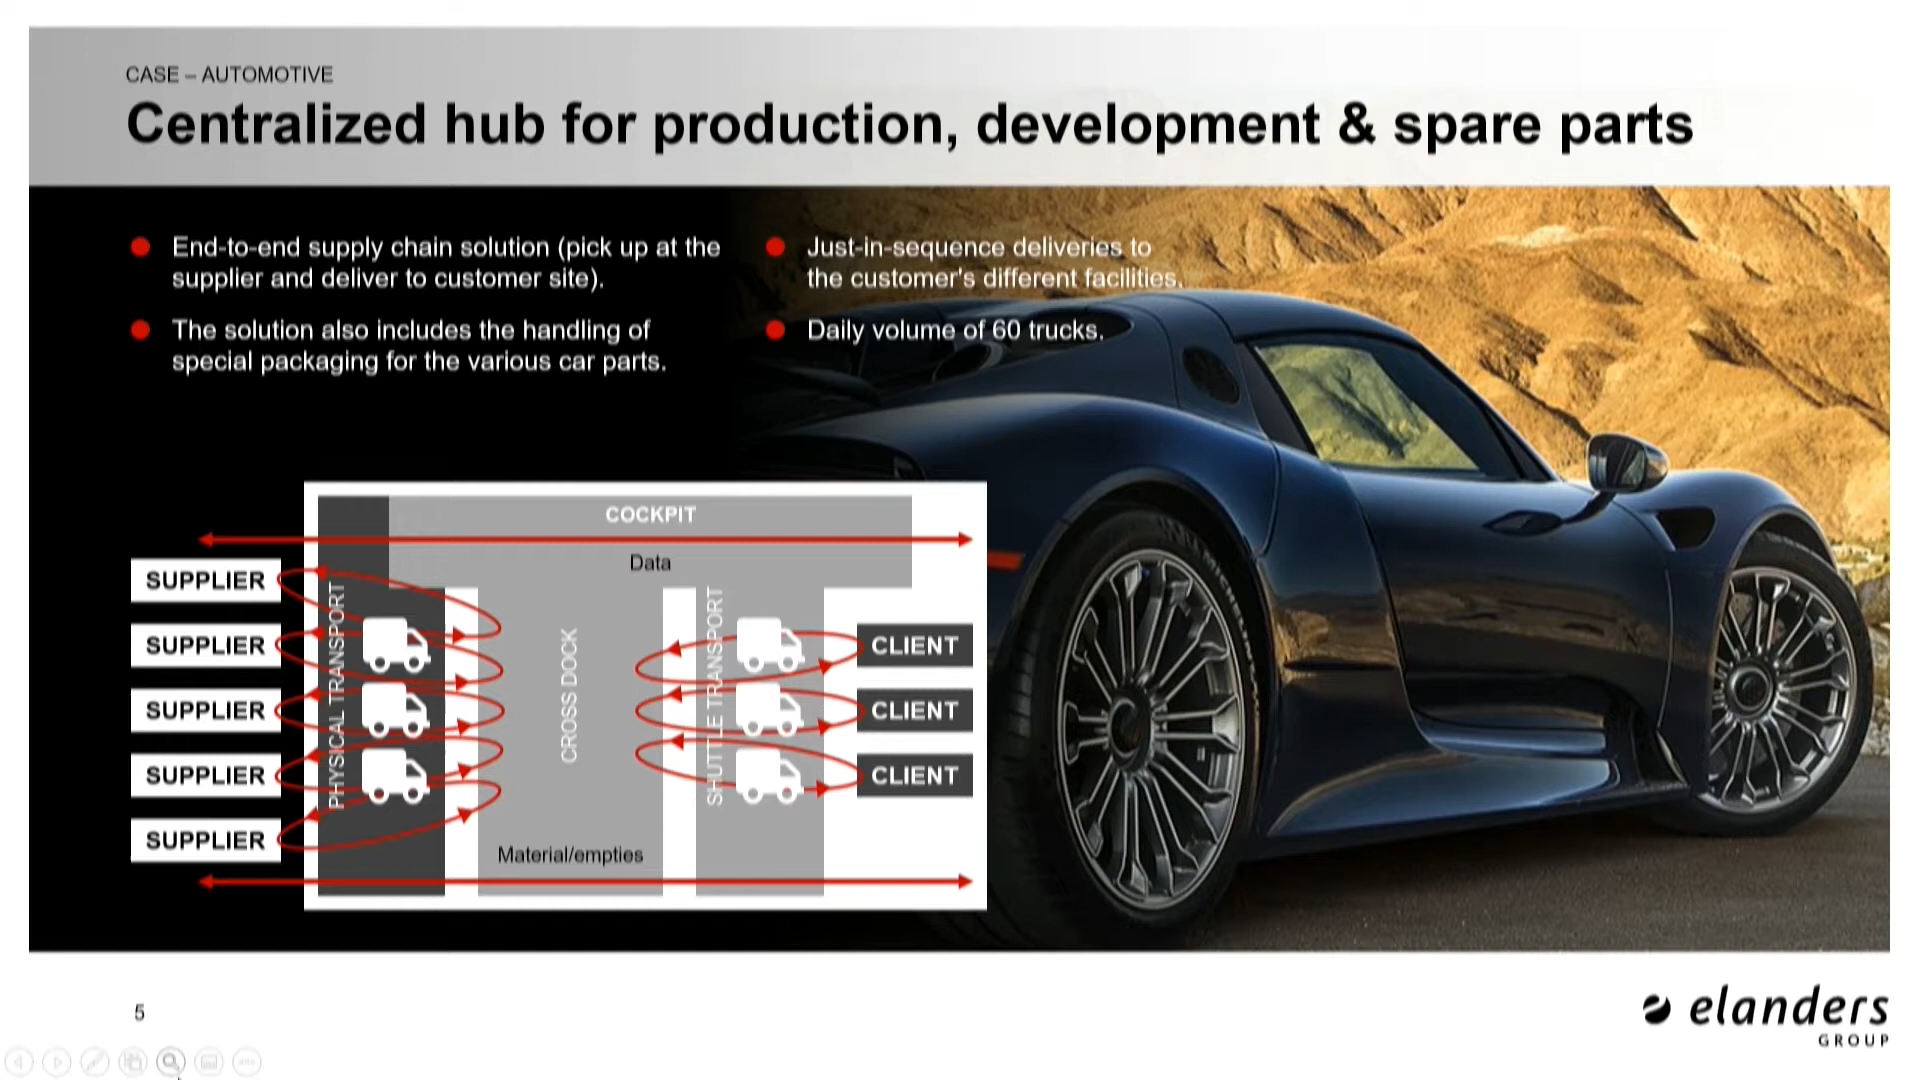 CASE – AUTOMOTIVE
Centralized hub for production, development & spare parts
End-to-end supply chain solution (pick up at the
supplier and deliver to customer site).
The solution also includes the handling of
special packaging for the various car parts.
Just-in-sequence deliveries to
the customer's different facilities.
Daily volume of 60 trucks.
COCKPIT
Data
SUPPLIER
SUPPLIER
SUPPLIER
SUPPLIER
SUPPLIER
PHYSICAL TRANSPORT
CROSS DOCK
SHUTTLE TRANSPORT
CLIENT
CLIENT
CLIENT
Material/empties
5
elanders
GROUP